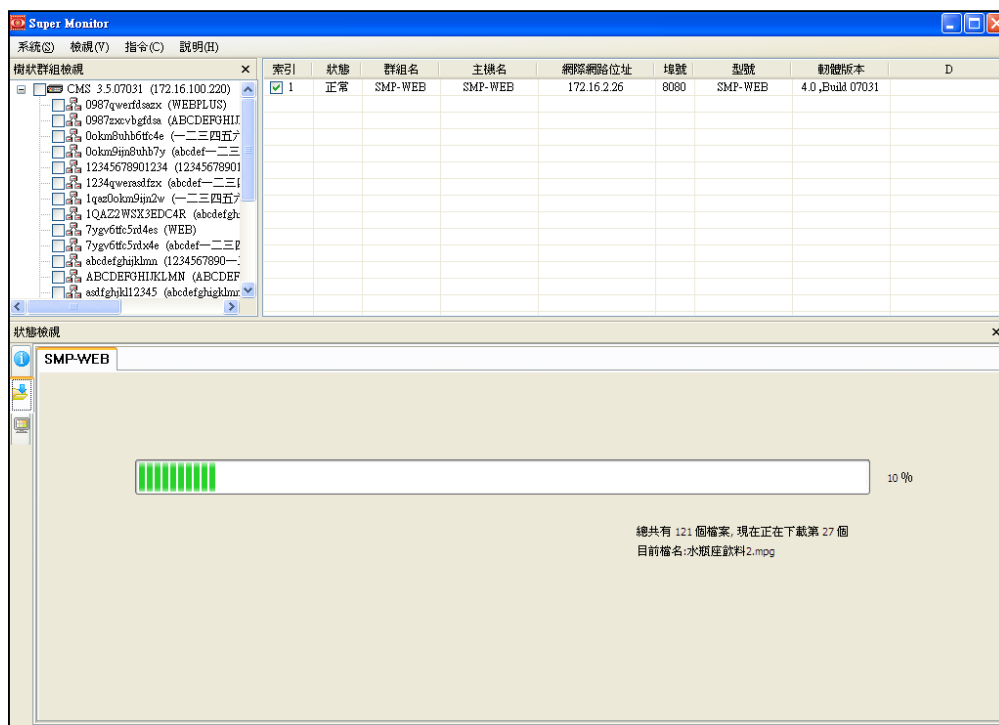 Super Monitor
系統(S) 檢視(V) 指令(C) 說明(H)
樹狀群組檢視
CMS 3.5.07031 (172.16.100.220)
0987qwerfdsazx (WEBPLUS)
0987zxcvbgfdsa (ABCDEFGHIJ
0okm8uhb6tfc4e (一二三四五六
0okm9ijn8uhb7y (abcdef一二三
12345678901234 (12345678901
1234qwerasdfzx (abcdef一二三
1qaz0okm9ijn2w (一二三四五六
1QAZ2WSX3EDC4R (abcdefgh
7ygv6tfc5rd4es (WEB)
7ygv6tfc5rdx4e (abcdef一二三
abcdefghijklmn (1234567890一
ABCDEFGHIJKLMN (ABCDEF
asdfghjkl12345 (abcdefghigklmn
索引 狀態 群組名 主機名 網際網路位址 埠號 型號 軔體版本 D
1 正常 SMP-WEB SMP-WEB 172.16.2.26 8080 SMP-WEB 4.0 ,Build 07031
狀態檢視
SMP-WEB
10 %
總共有 121 個檔案, 現在正在下載第 27 個
目前檔名:水瓶座飲料2.mpg